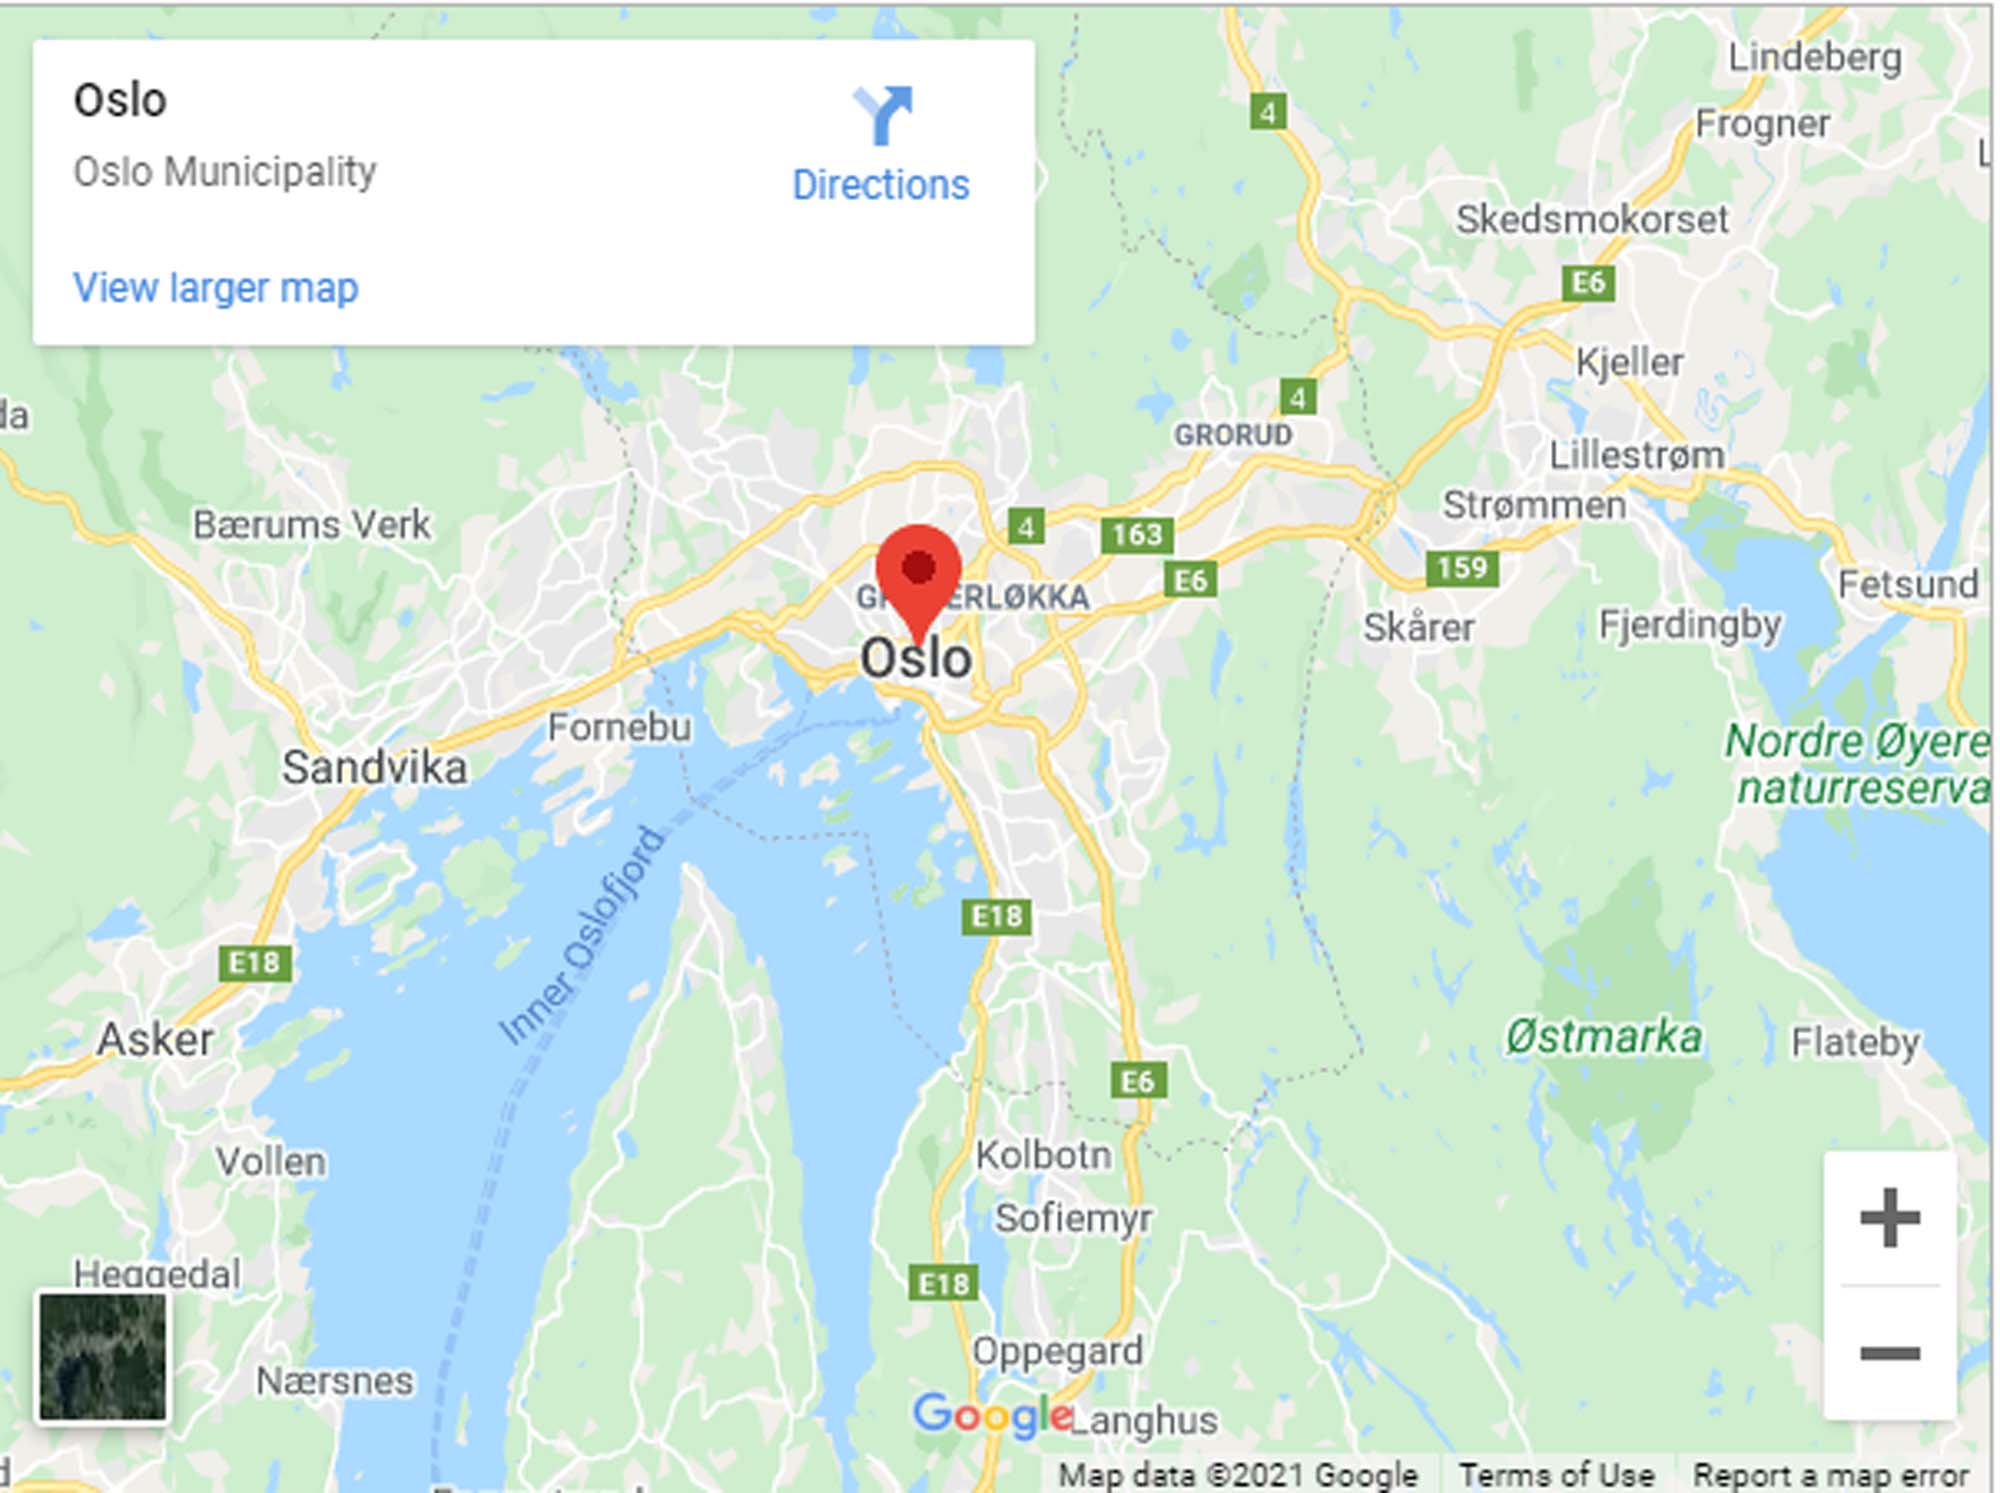 Oslo
Oslo Municipality
Directions
View larger map
Lindeberg
Frogner
4
Skedsmokorset
E6
Kjeller
4
GRORUD
Lillestrøm
Strømmen
Bærums Verk
4
163
E6
159
Fetsund
Oslo
Skårer
Fjerdingby
Fornebu
Sandvika
Nordre Øyere
naturreserva
Inner Oslofjord
E18
E18
Asker
Østmarka
Flateby
E6
Kolbotn
Vollen
Sofiemyr
Heggedal
E18
Oppegard
Nærsnes
Google
Langhus
Map data ©2021 Google
Terms of Use
Report a map error